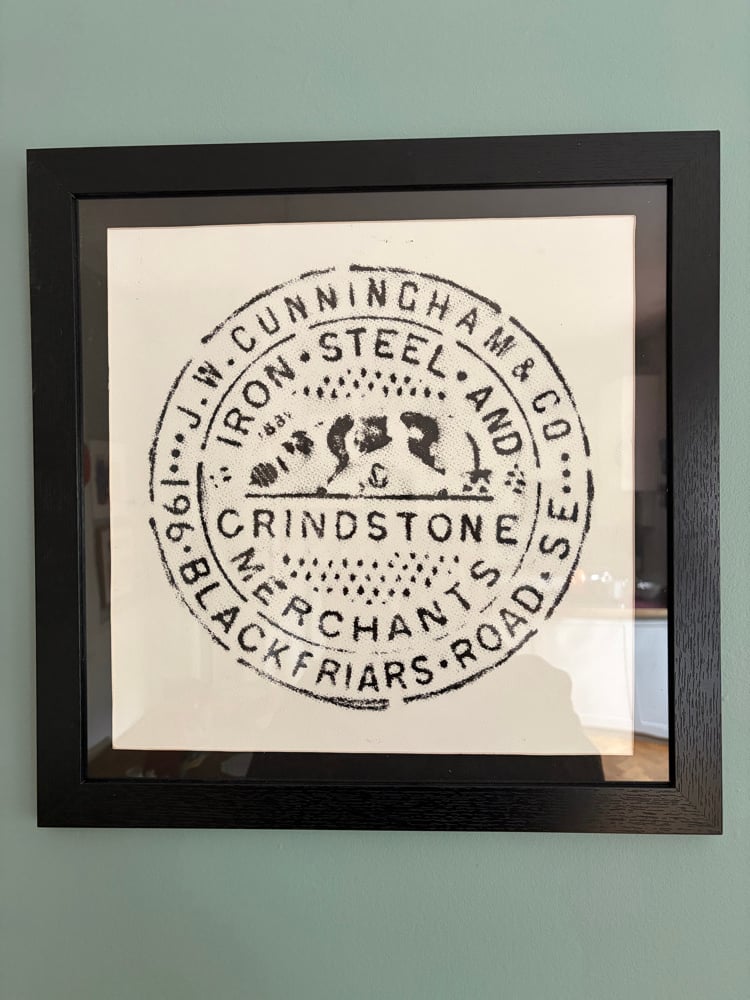 J.W. CUNNINGHAM & CO
196 · BLACKFRIARS · ROAD · SE
IRON · STEEL · AND
GRINDSTONE
MERCHANTS